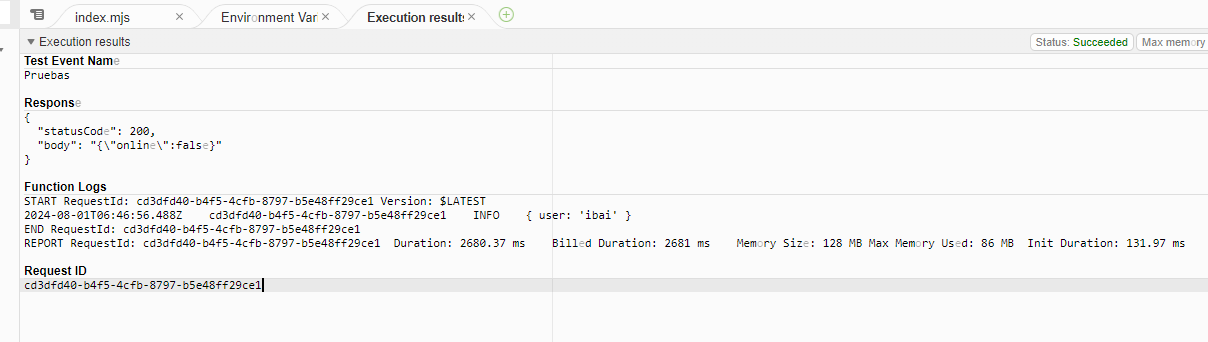 index.mjs
Environment Vari
Execution results
Execution results
Status: Succeeded
Max memory
Test Event Name
Pruebas
Response
{
"statusCode": 200,
"body": "{\"online\":false}"
}
Function Logs
START RequestId: cd3dfd40-b4f5-4cfb-8797-b5e48ff29ce1 Version: $LATEST
2024-08-01T06:46:56.488Z cd3dfd40-b4f5-4cfb-8797-b5e48ff29ce1 INFO { user: 'ibai' }
END RequestId: cd3dfd40-b4f5-4cfb-8797-b5e48ff29ce1
REPORT RequestId: cd3dfd40-b4f5-4cfb-8797-b5e48ff29ce1 Duration: 2680.37 ms Billed Duration: 2681 ms Memory Size: 128 MB Max Memory Used: 86 MB Init Duration: 131.97 ms
Request ID
cd3dfd40-b4f5-4cfb-8797-b5e48ff29ce1